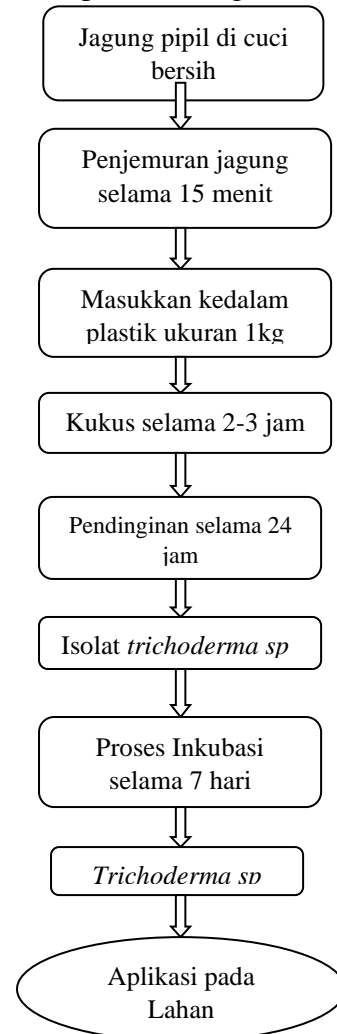 Jagung pipil di cuci
bersih
Penjemuran jagung
selama 15 menit
Masukkan kedalam
plastik ukuran 1kg
Kukus selama 2-3 jam
Pendinginan selama 24
jam
Isolat trichoderma sp
Proses Inkubasi
selama 7 hari
Trichoderma sp
Aplikasi pada
Lahan